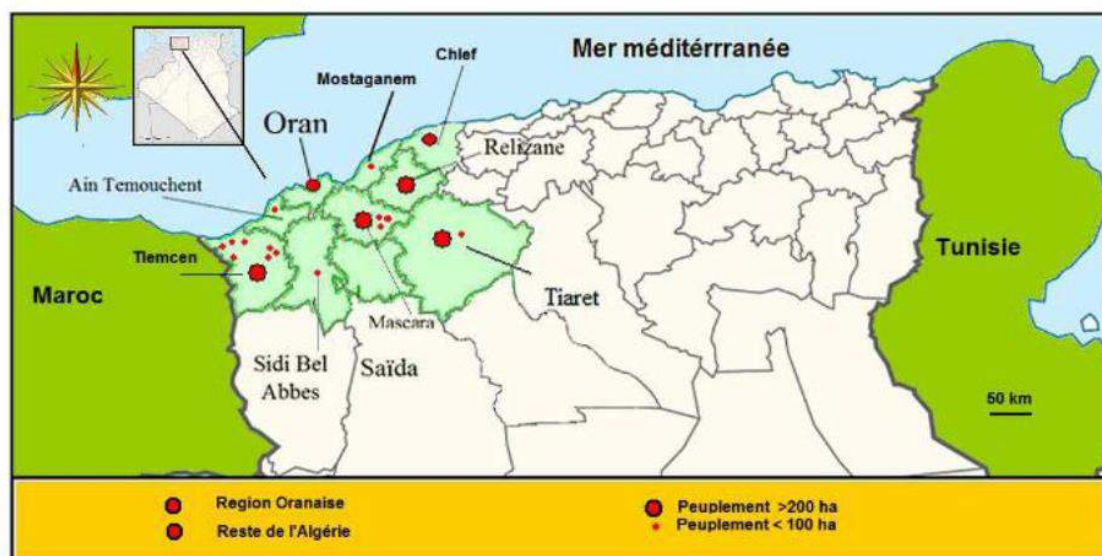 Mer méditérrranée
Chlef
Mostaganem
Oran
Relizane
Ain Temouchent
Tlemcen
Tunisie
Maroc
Tiaret
Mascara
Sidi Bel
Abbes
Saïda
50 km
Region Oranaise
Peuplement >200 ha
Reste de l'Algérie
Peuplement < 100 ha